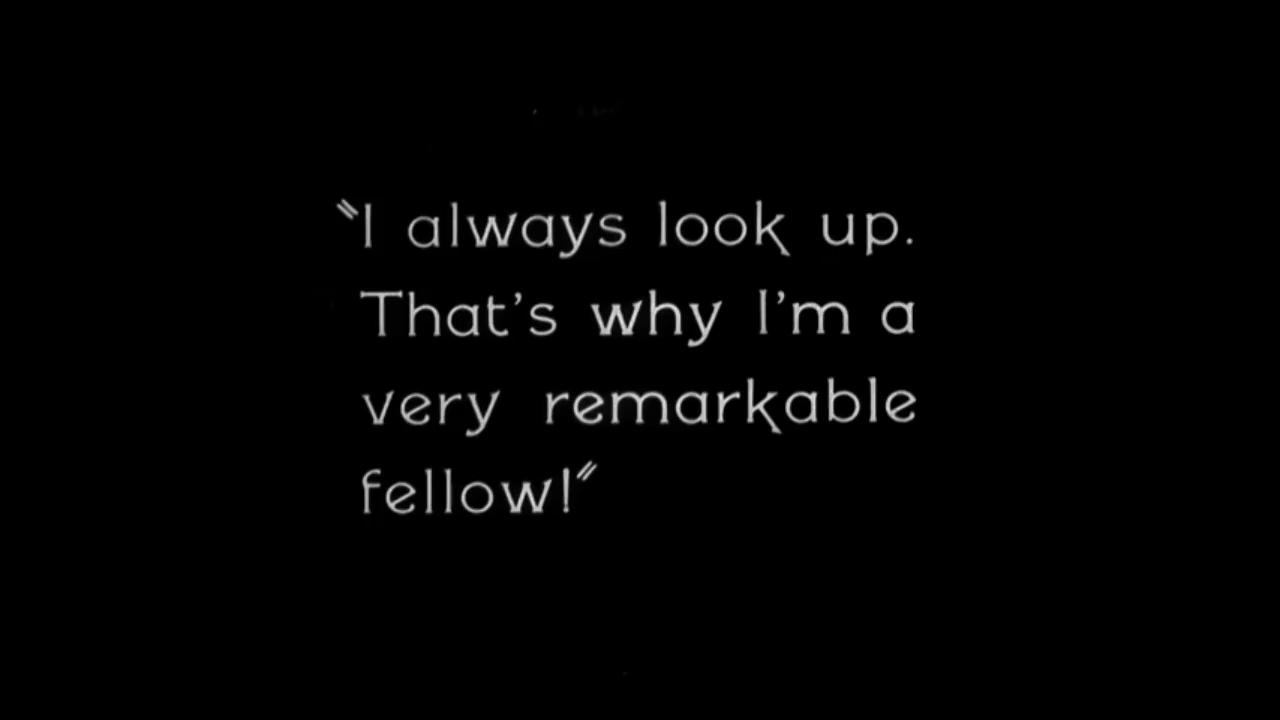 "I always look up.
That's why I'm a
very remarkable
fellow!"